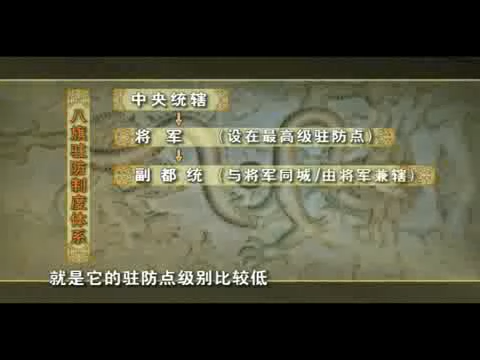 八旗驻防制度体系
中央统辖
将军 （设在最高级驻防点）
副都统 （与将军同城/由将军兼辖）
就是它的驻防点级别比较低